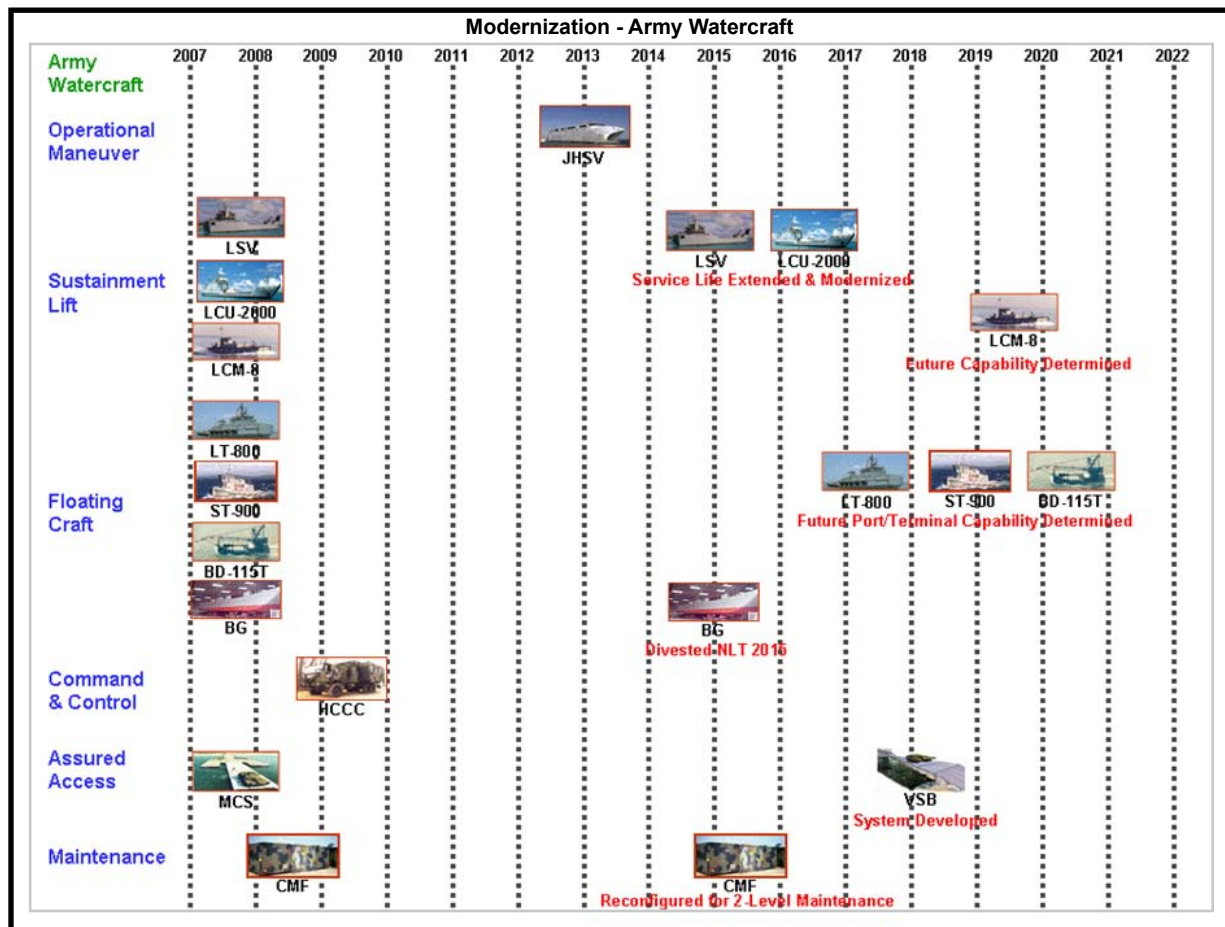 Modernization - Army Watercraft
2007 2008 2009 2010 2011 2012 2013 2014 2015 2016 2017 2018 2019 2020 2021 2022
Army
Watercraft
Operational
Maneuver
JHSV
LSV
LSV LCU-2000
Service Life Extended & Modernized
Sustainment
Lift
LCU-2000
LCM-8
LCM-8
Future Capability Determined
LT-800
Floating
Craft
ST-900
LT-800 ST-900 BD-115T
Future Port/Terminal Capability Determined
BD-115T
BG
BG
Divested NLT 2015
Command
& Control
HCCC
Assured
Access
MCS
VSB
System Developed
Maintenance
CMF
CMF
Reconfigured for 2-Level Maintenance